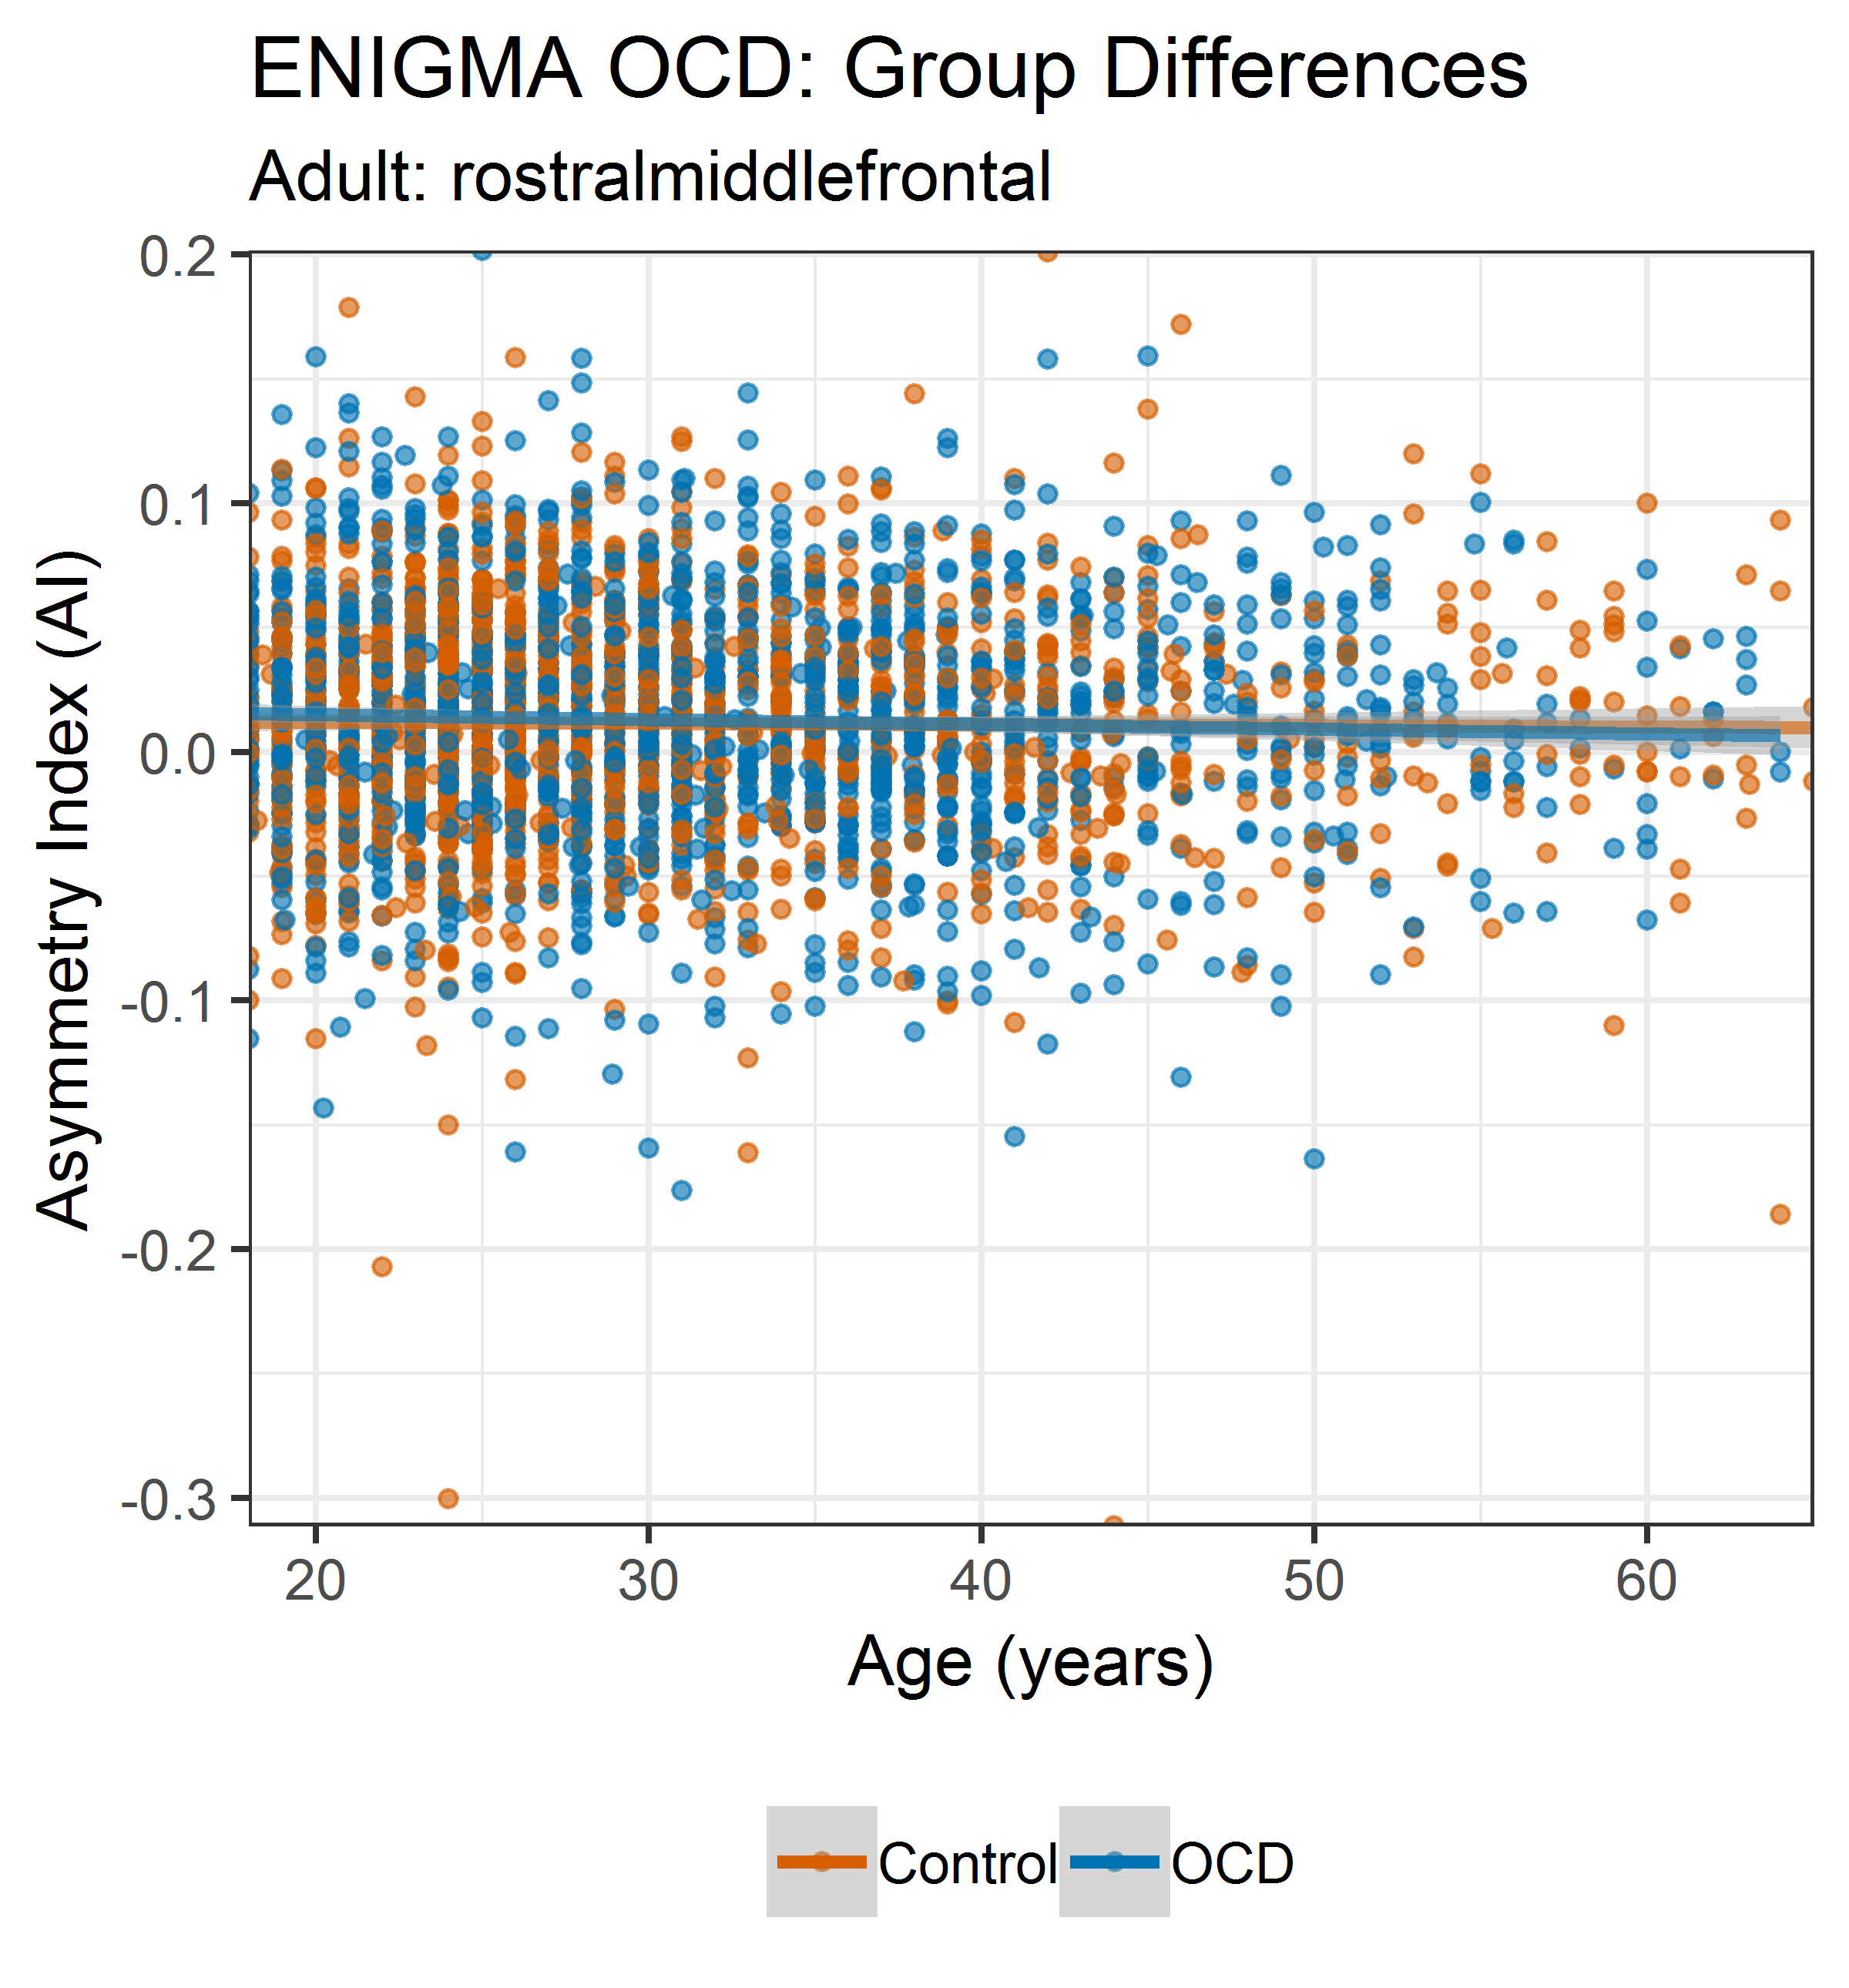 ENIGMA OCD: Group Differences
Adult: rostralmiddlefrontal
Asymmetry Index (AI)
0.2
0.1
0.0
-0.1
-0.2
-0.3
20 30 40 50 60
Age (years)
Control OCD